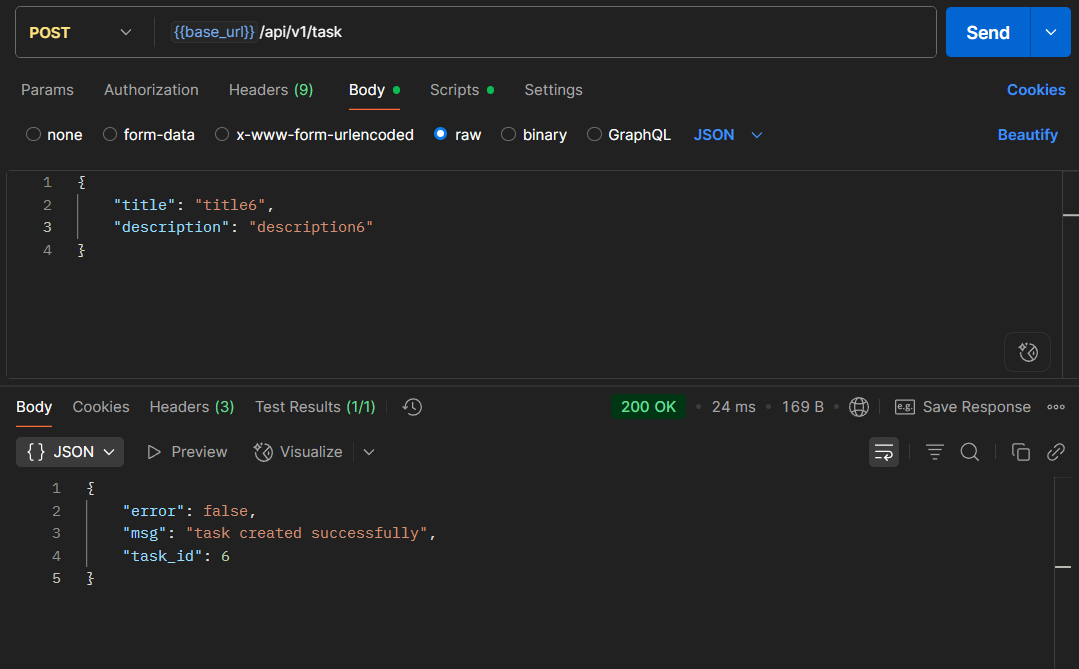 POST {{base_url}} /api/v1/task Send
Params Authorization Headers (9) Body Scripts Settings Cookies
none form-data x-www-form-urlencoded raw binary GraphQL JSON Beautify
1 {
2 "title": "title6",
3 "description": "description6"
4 }
Body Cookies Headers (3) Test Results (1/1) 200 OK 24 ms 169 B e.g. Save Response
{} JSON Preview Visualize
1 {
2 "error": false,
3 "msg": "task created successfully",
4 "task_id": 6
5 }